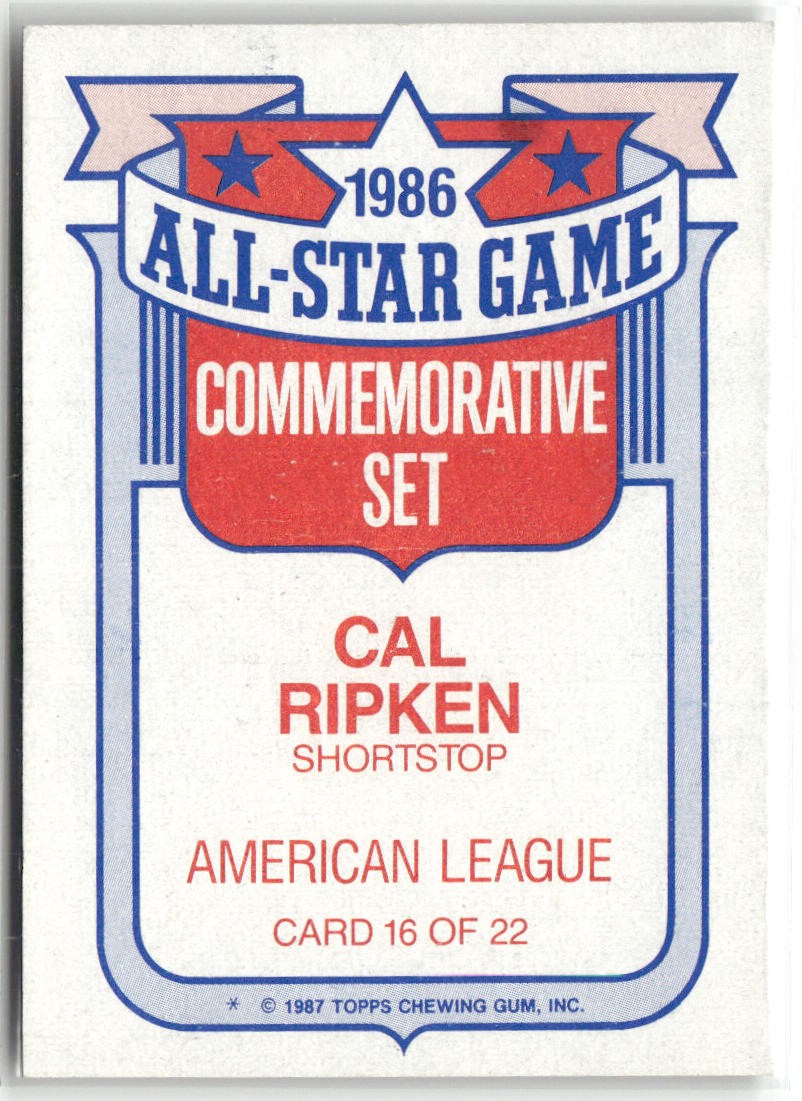 1986
ALL-STAR GAME
COMMEMORATIVE
SET
CAL
RIPKEN
SHORTSTOP
AMERICAN LEAGUE
CARD 16 OF 22
* © 1987 TOPPS CHEWING GUM, INC.